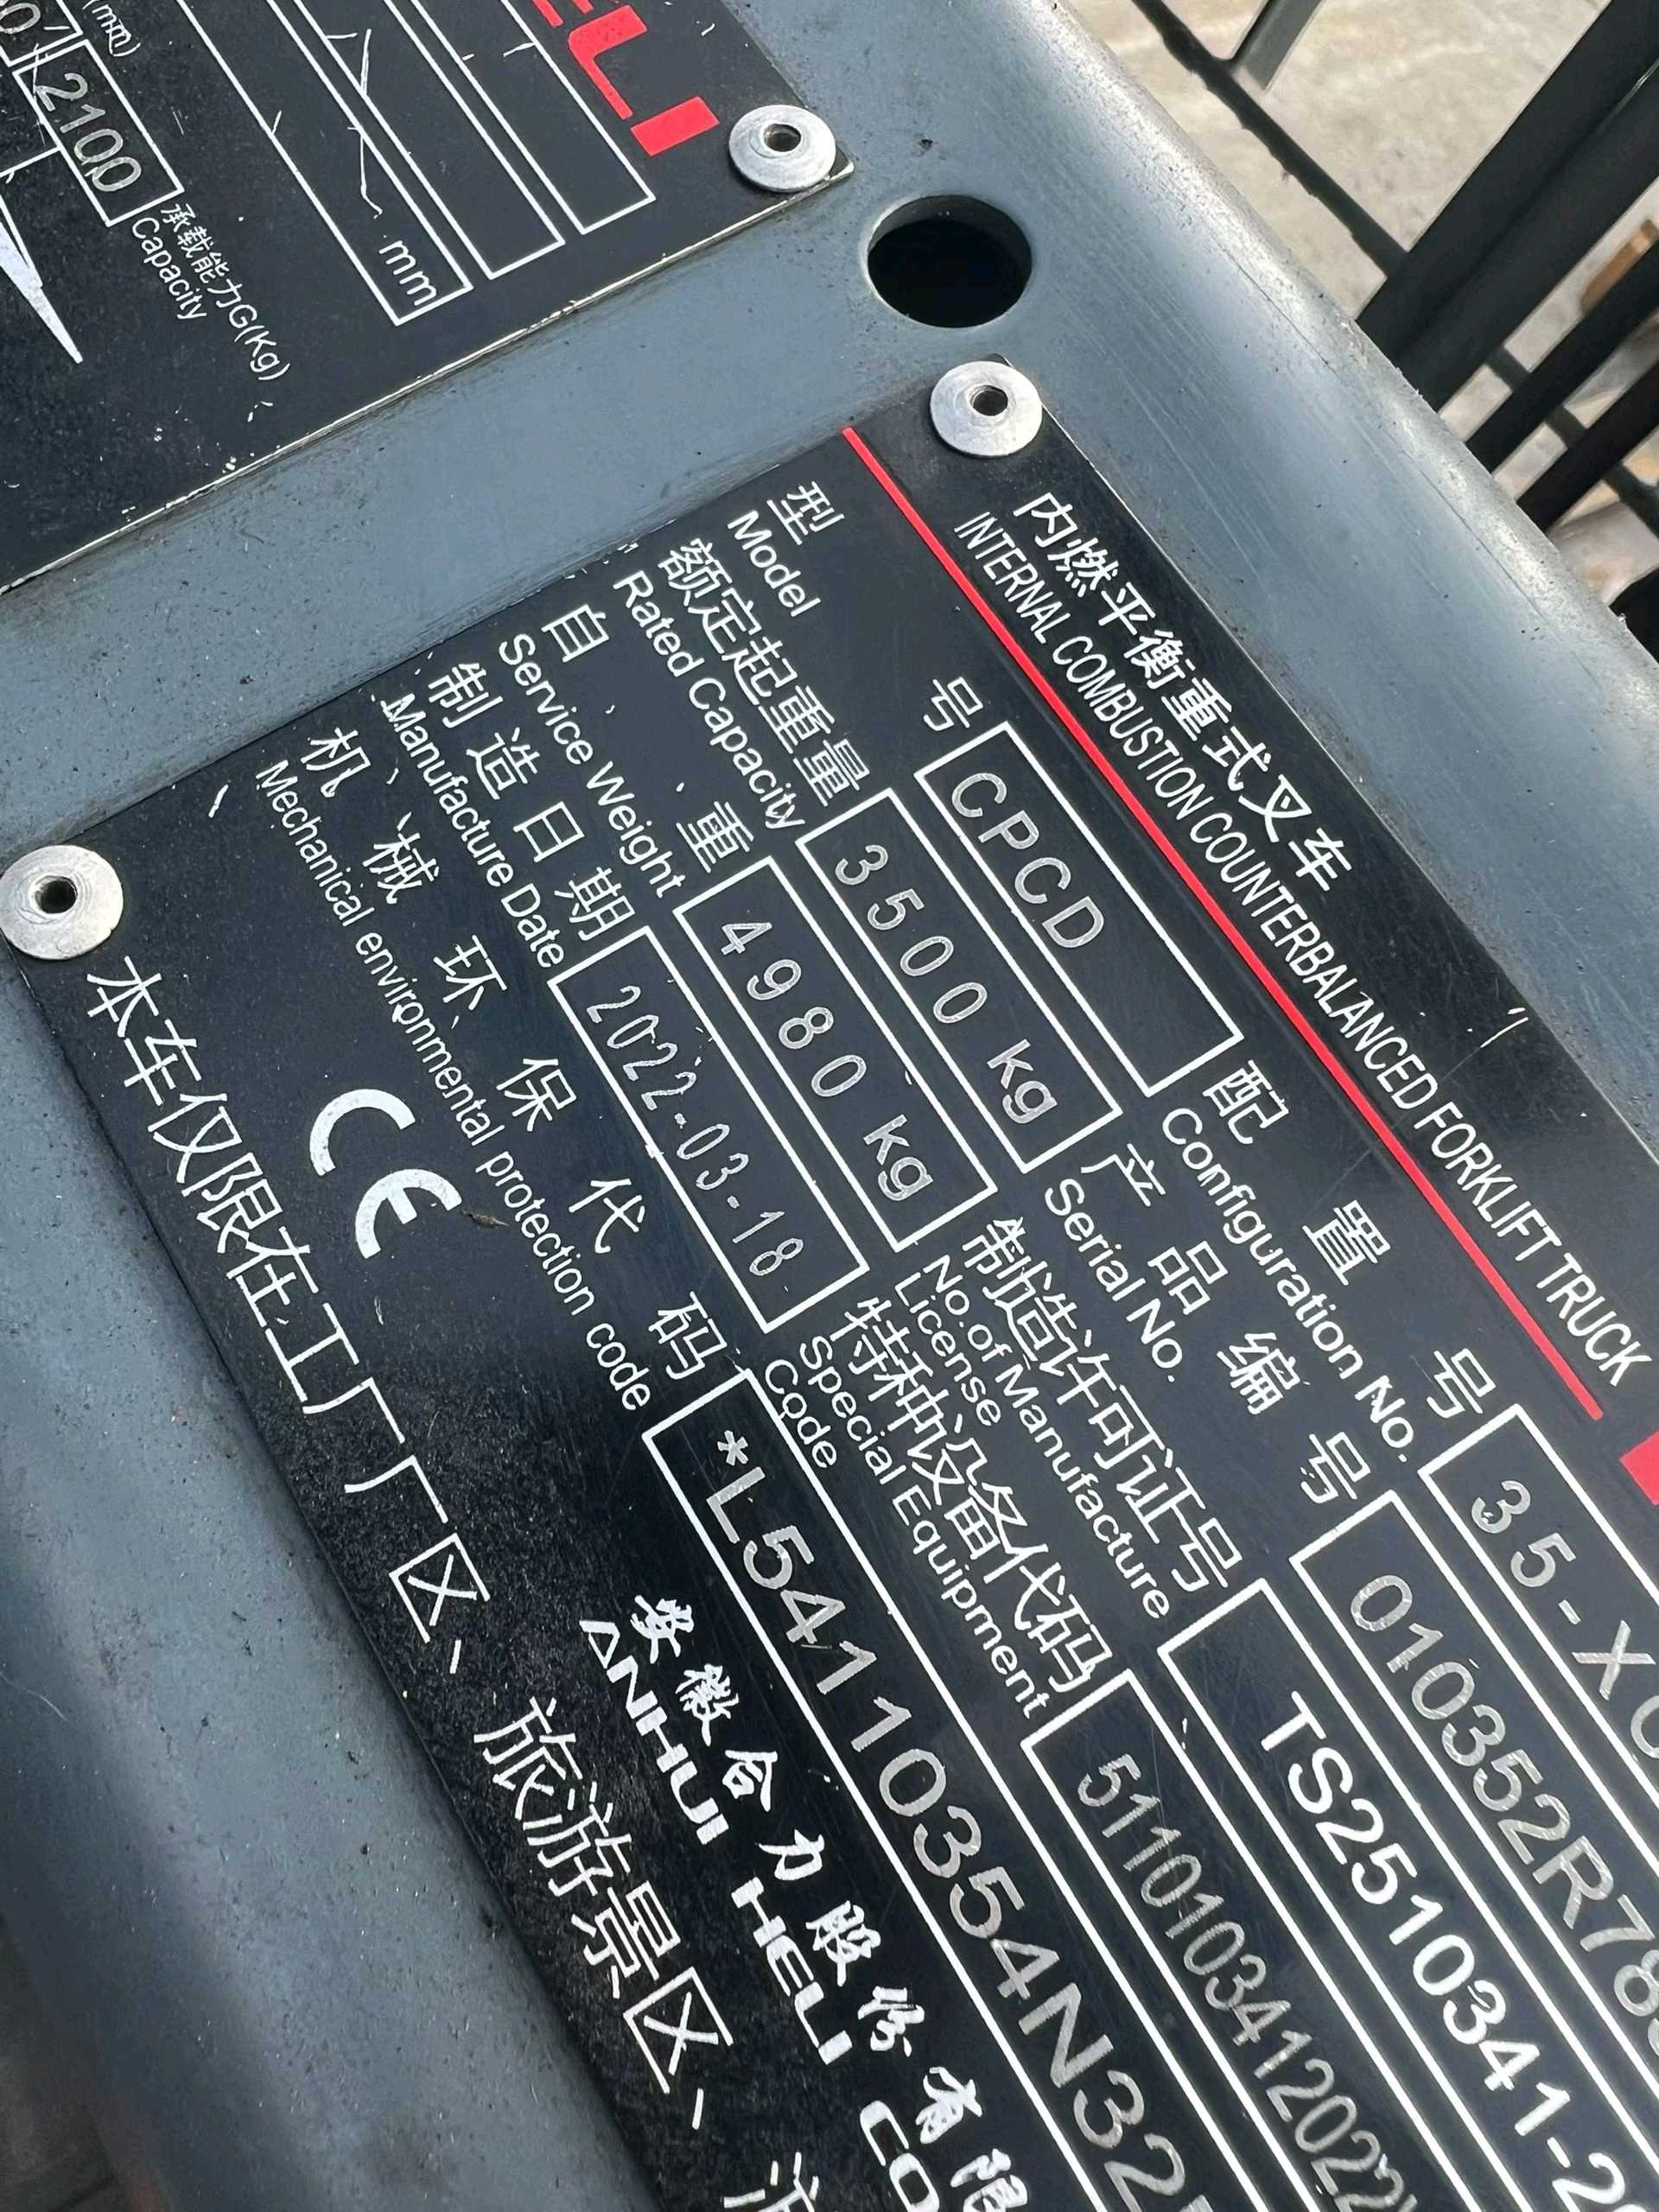 ELI
mm
(mm)
2100
承载能力G(Kg)
Capacity
内燃平衡重式叉车
INTERNAL COMBUSTION COUNTERBALANCED FORKLIFT TRUCK
型 号 CPCD 配 置 号 35-X
Model Configuration No.
额定起重量 3500 kg 产 品 编 号 010352R78
Rated Capacity Serial No.
自 重 4980 kg 制造许可证号 TS2510341-2
Service Weight No.of Manufacture License
制 造 日 期 2022-03-18 特种设备代码 511010341202
Manufacture Date Special Equipment Code
机 械 环 保 代 码 *L54110354N32
Mechanical environmental protection code
CE
安徽合力股份有限
ANHUI HELI CO
本车仅限在工厂厂区、旅游景区、